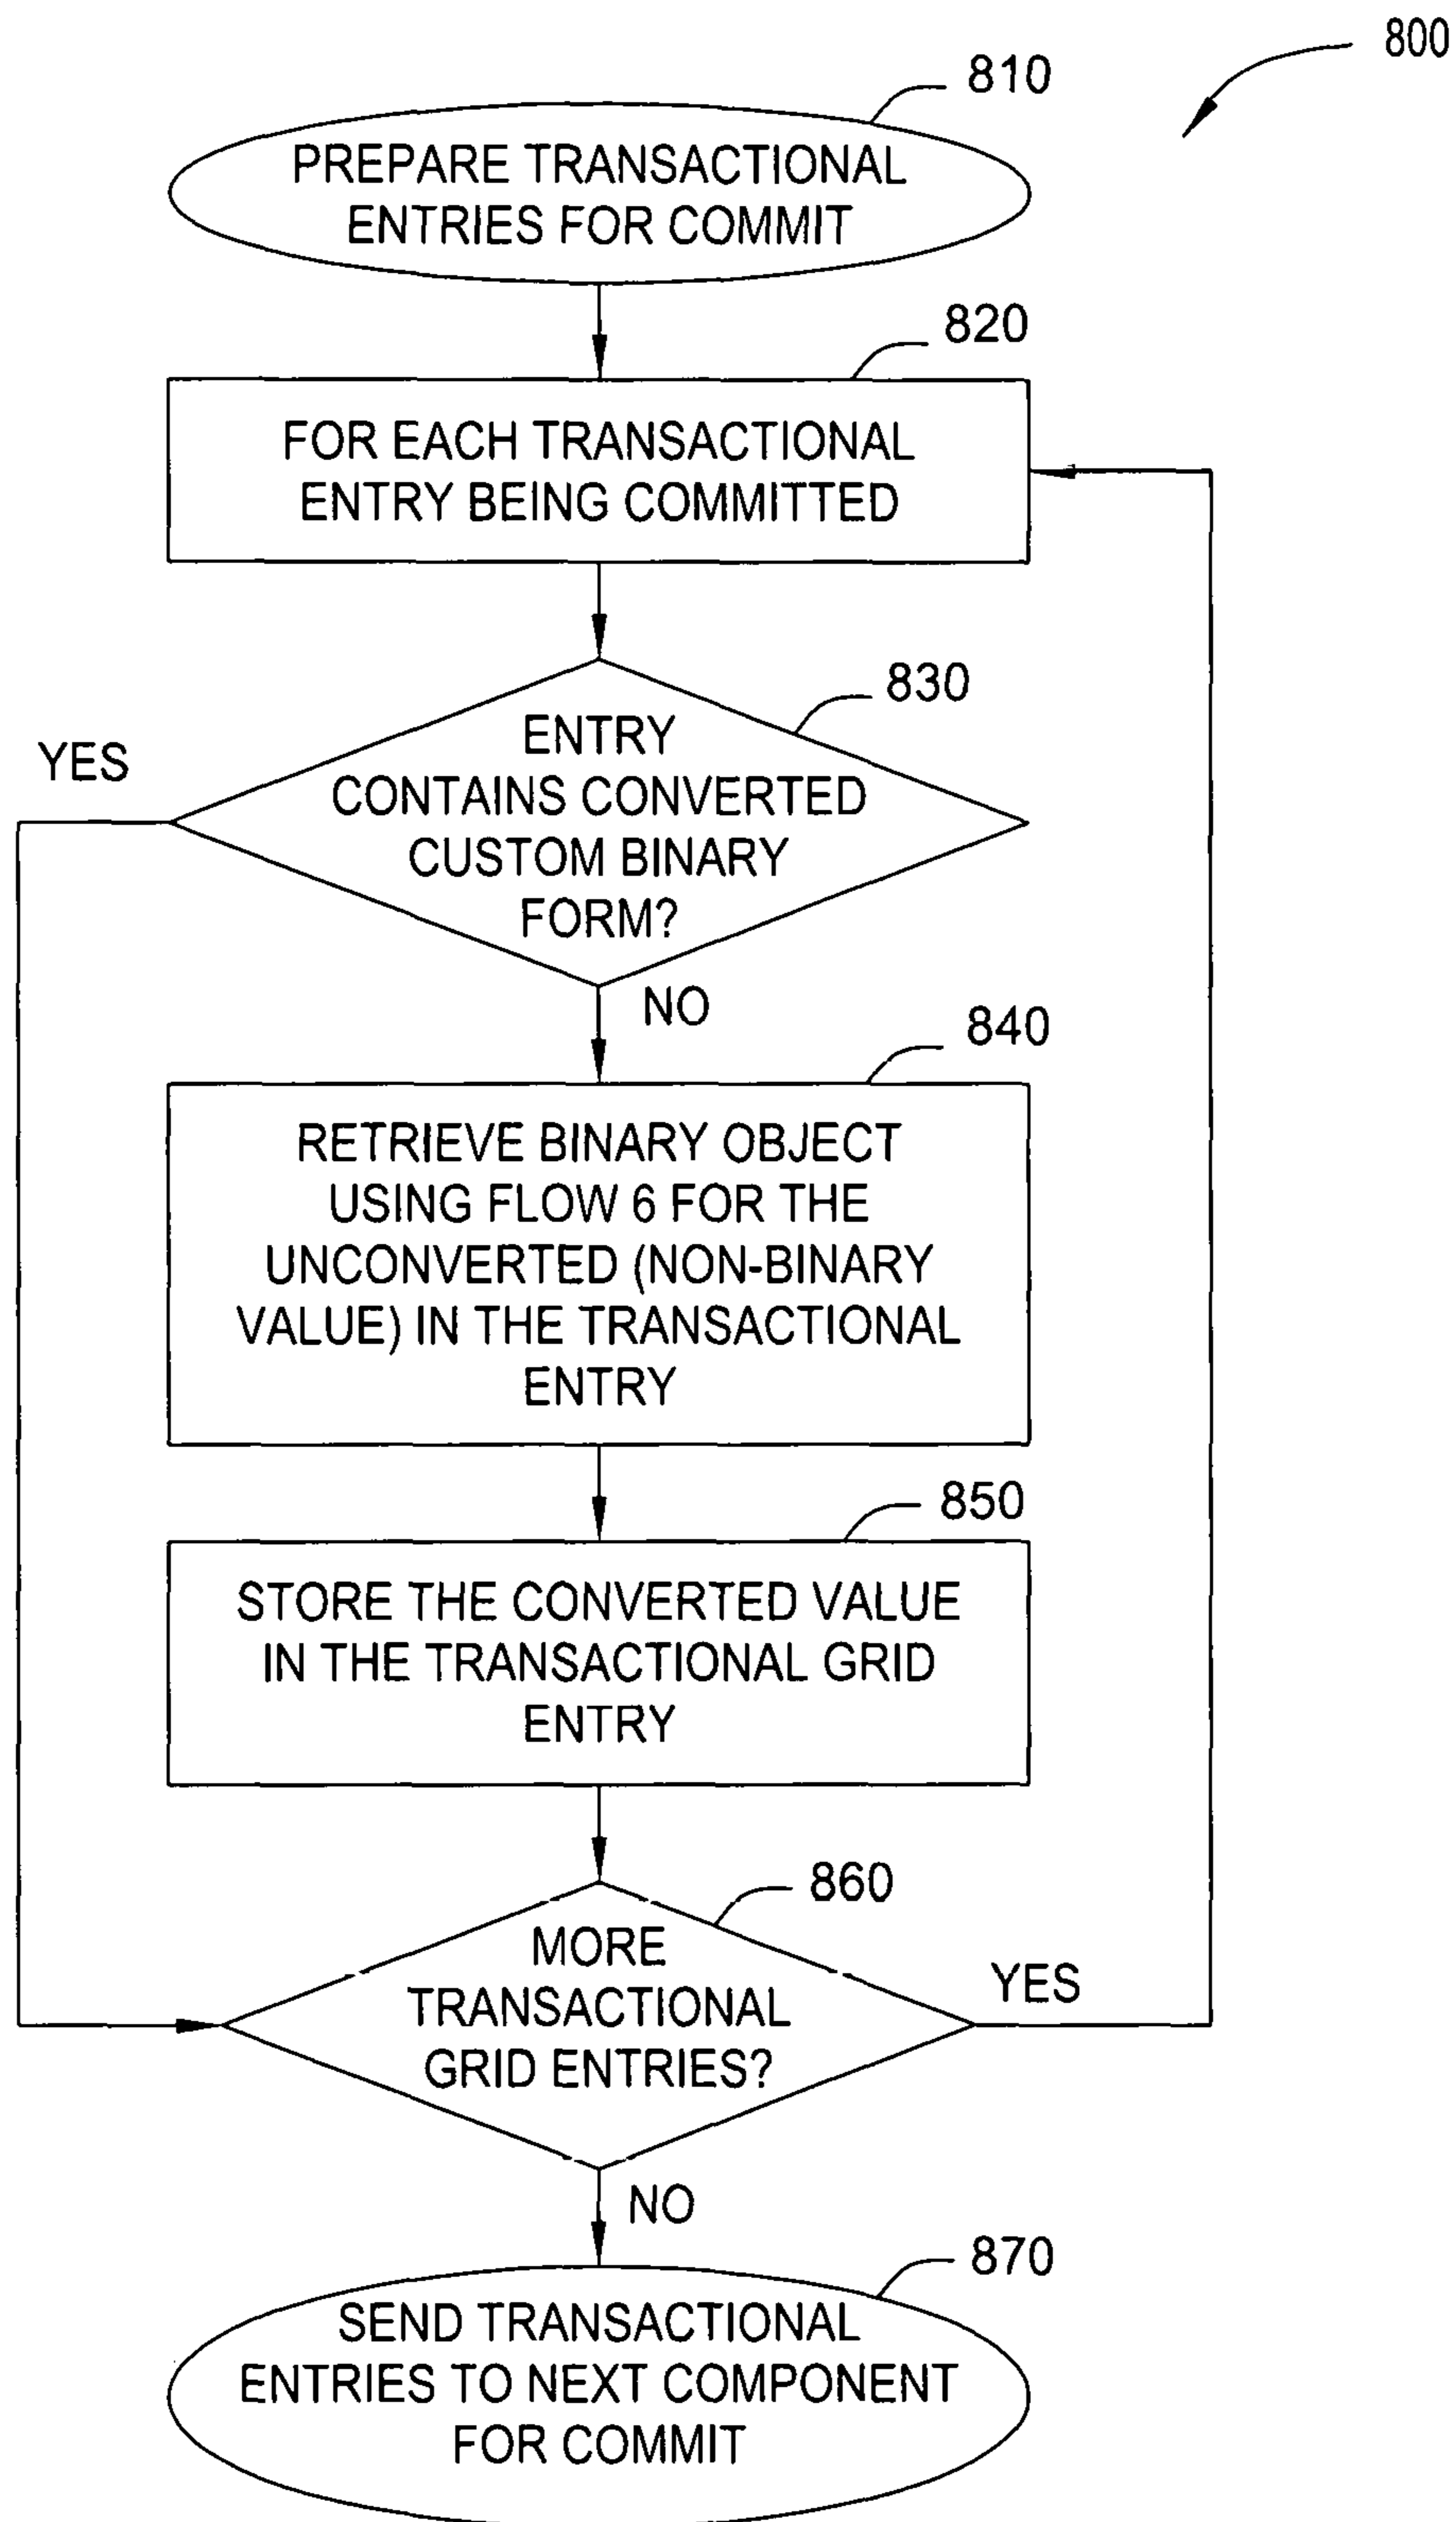 800
810
PREPARE TRANSACTIONAL
ENTRIES FOR COMMIT
820
FOR EACH TRANSACTIONAL
ENTRY BEING COMMITTED
830
YES
ENTRY
CONTAINS CONVERTED
CUSTOM BINARY
FORM?
NO
840
RETRIEVE BINARY OBJECT
USING FLOW 6 FOR THE
UNCONVERTED (NON-BINARY
VALUE) IN THE TRANSACTIONAL
ENTRY
850
STORE THE CONVERTED VALUE
IN THE TRANSACTIONAL GRID
ENTRY
860
MORE
TRANSACTIONAL
GRID ENTRIES?
YES
NO
870
SEND TRANSACTIONAL
ENTRIES TO NEXT COMPONENT
FOR COMMIT